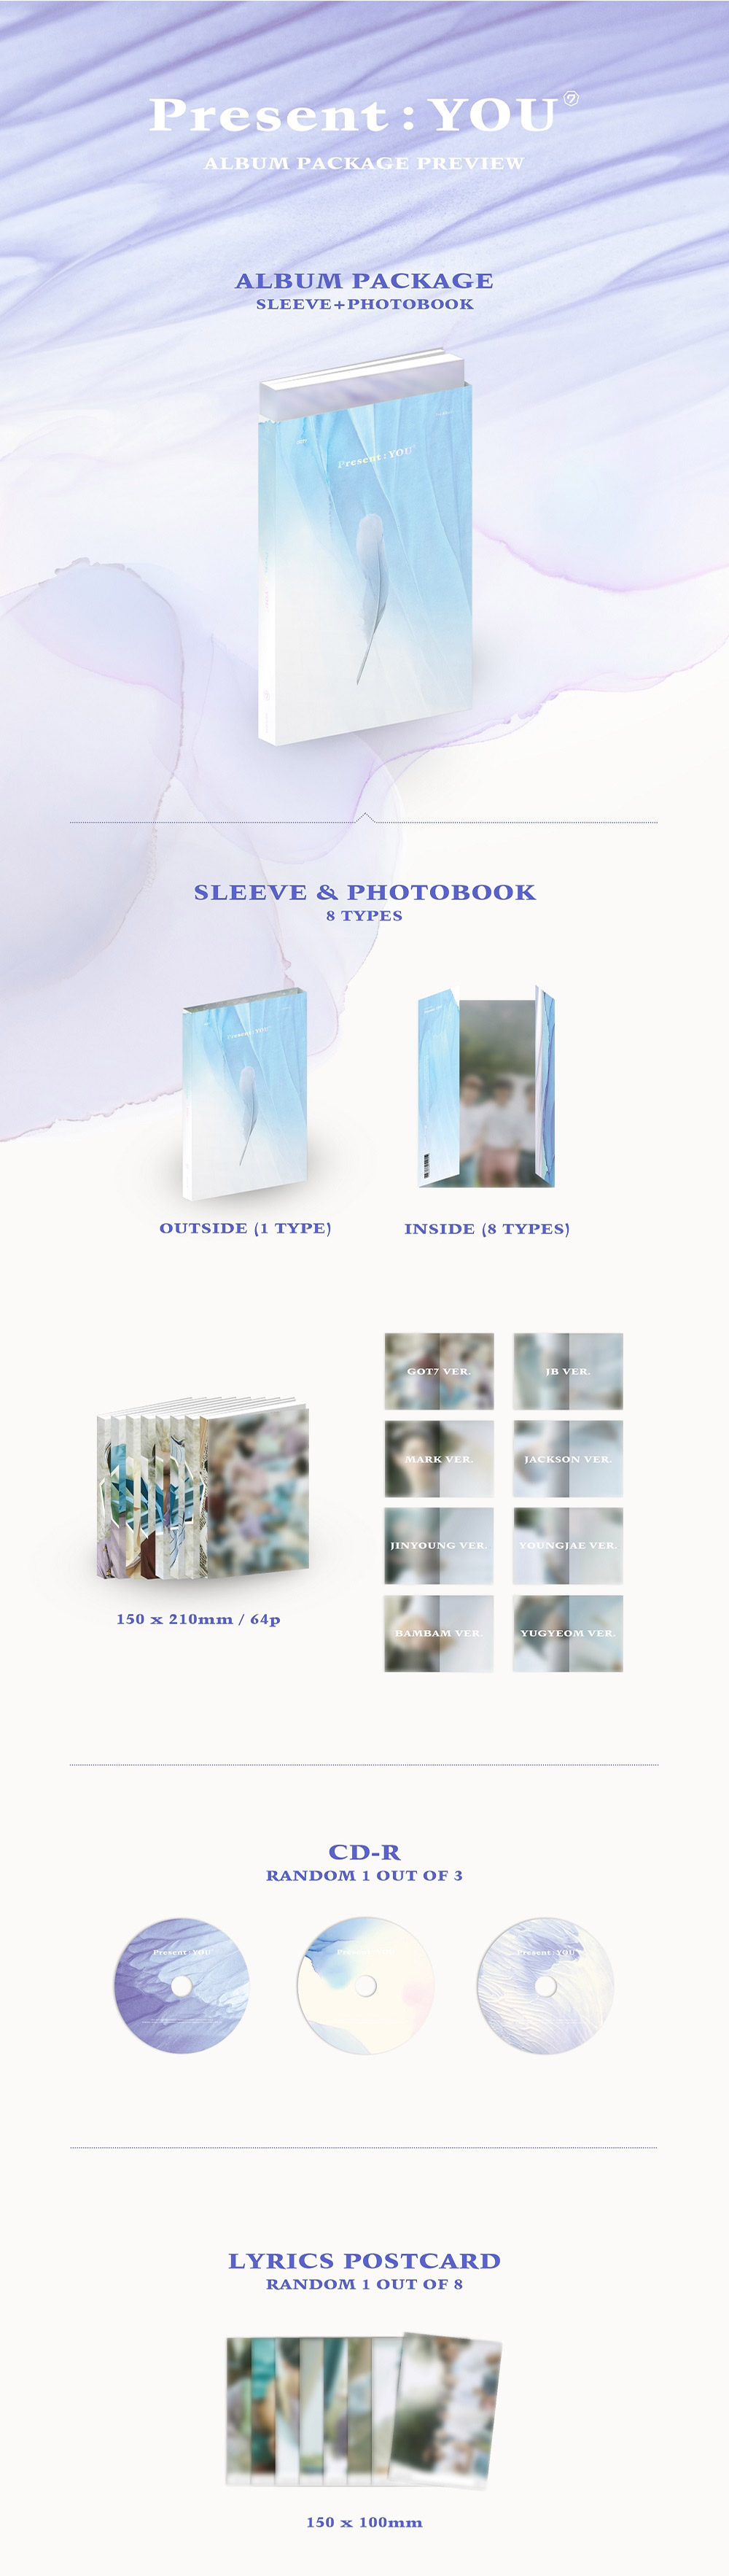 Present : YOU 7
ALBUM PACKAGE PREVIEW
ALBUM PACKAGE
SLEEVE+PHOTOBOOK
Present : YOU
SLEEVE & PHOTOBOOK
8 TYPES
Present : YOU
OUTSIDE (1 TYPE)
INSIDE (8 TYPES)
GOT7 VER.
JB VER.
MARK VER.
JACKSON VER.
JINYOUNG VER.
YOUNGJAE VER.
BAMBAM VER.
YUGYEOM VER.
150 x 210mm / 64p
CD-R
RANDOM 1 OUT OF 3
Present : YOU
Present : YOU
LYRICS POSTCARD
RANDOM 1 OUT OF 8
150 x 100mm